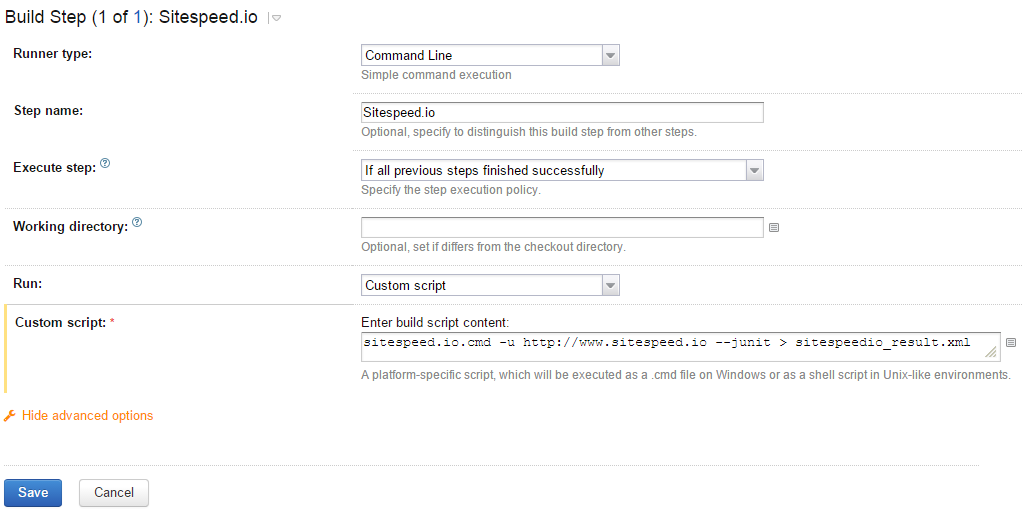 Build Step (1 of 1): Sitespeed.io
Runner type:
Command Line
Simple command execution
Step name:
Sitespeed.io
Optional, specify to distinguish this build step from other steps.
Execute step: ?
If all previous steps finished successfully
Specify the step execution policy.
Working directory: ?
Optional, set if differs from the checkout directory.
Run:
Custom script
Custom script: *
Enter build script content:
sitespeed.io.cmd -u http://www.sitespeed.io --junit > sitespeedio_result.xml
A platform-specific script, which will be executed as a .cmd file on Windows or as a shell script in Unix-like environments.
Hide advanced options
Save Cancel